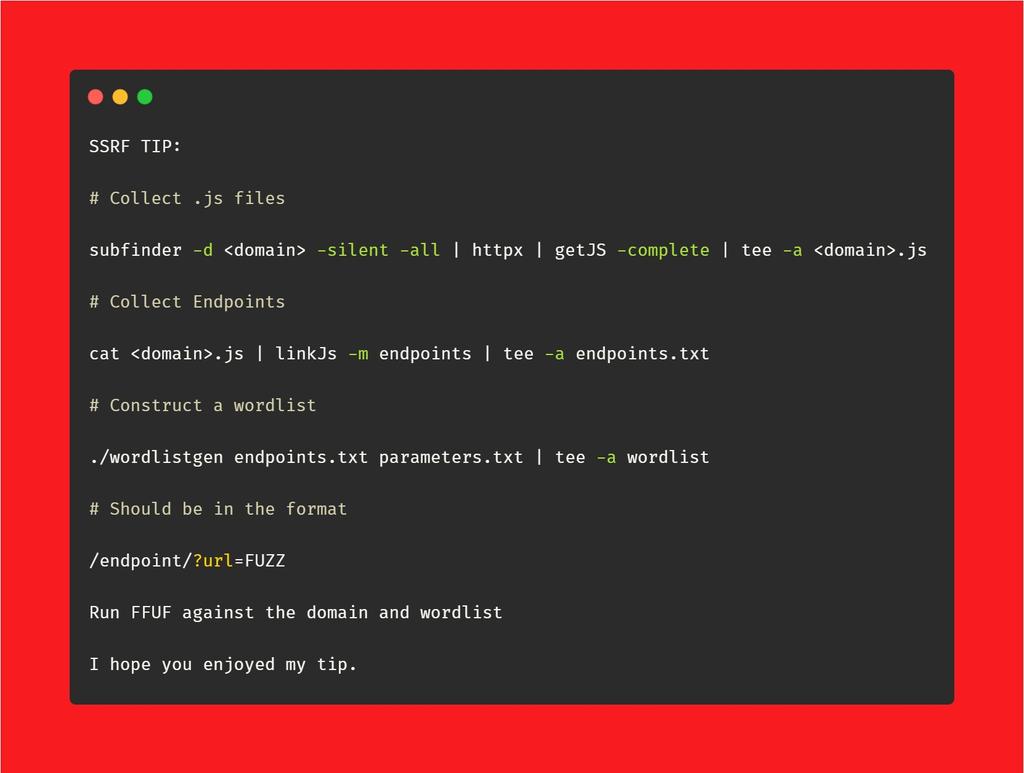 SSRF TIP:
# Collect .js files
subfinder -d <domain> -silent -all | httpx | getJS -complete | tee -a <domain>.js
# Collect Endpoints
cat <domain>.js | linkJs -m endpoints | tee -a endpoints.txt
# Construct a wordlist
./wordlistgen endpoints.txt parameters.txt | tee -a wordlist
# Should be in the format
/endpoint/?url=FUZZ
Run FFUF against the domain and wordlist
I hope you enjoyed my tip.